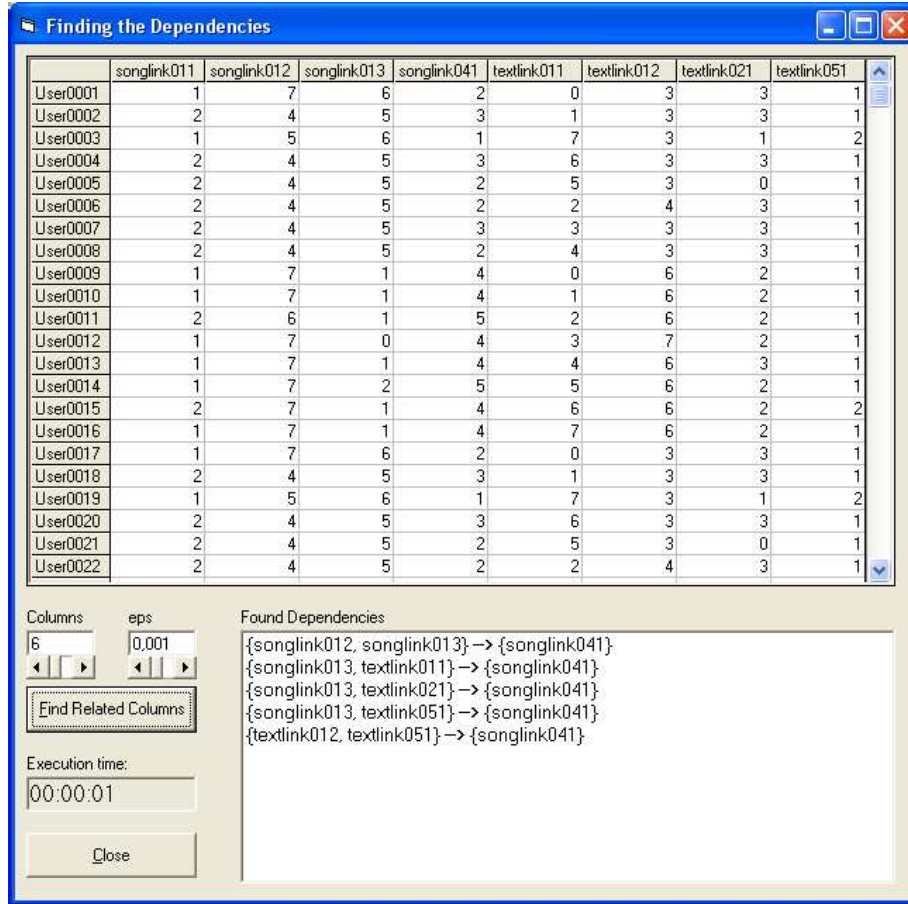 Finding the Dependencies
songlink011 songlink012 songlink013 songlink041 textlink011 textlink012 textlink021 textlink051
User0001 1 7 6 2 0 3 3 1
User0002 2 4 5 3 1 3 3 1
User0003 1 5 6 1 7 3 1 2
User0004 2 4 5 3 6 3 3 1
User0005 2 4 5 2 5 3 0 1
User0006 2 4 5 2 2 4 3 1
User0007 2 4 5 3 3 3 3 1
User0008 2 4 5 2 4 3 3 1
User0009 1 7 1 4 0 6 2 1
User0010 1 7 1 4 1 6 2 1
User0011 2 6 1 5 2 6 2 1
User0012 1 7 0 4 3 7 2 1
User0013 1 7 1 4 4 6 3 1
User0014 1 7 2 5 5 6 2 1
User0015 2 7 1 4 6 6 2 2
User0016 1 7 1 4 7 6 2 1
User0017 1 7 6 2 0 3 3 1
User0018 2 4 5 3 1 3 3 1
User0019 1 5 6 1 7 3 1 2
User0020 2 4 5 3 6 3 3 1
User0021 2 4 5 2 5 3 0 1
User0022 2 4 5 2 2 4 3 1
Columns eps Found Dependencies
6 0,001
{songlink012, songlink013} --> {songlink041}
{songlink013, textlink011} --> {songlink041}
{songlink013, textlink021} --> {songlink041}
{songlink013, textlink051} --> {songlink041}
{textlink012, textlink051} --> {songlink041}
Find Related Columns
Execution time:
00:00:01
Close